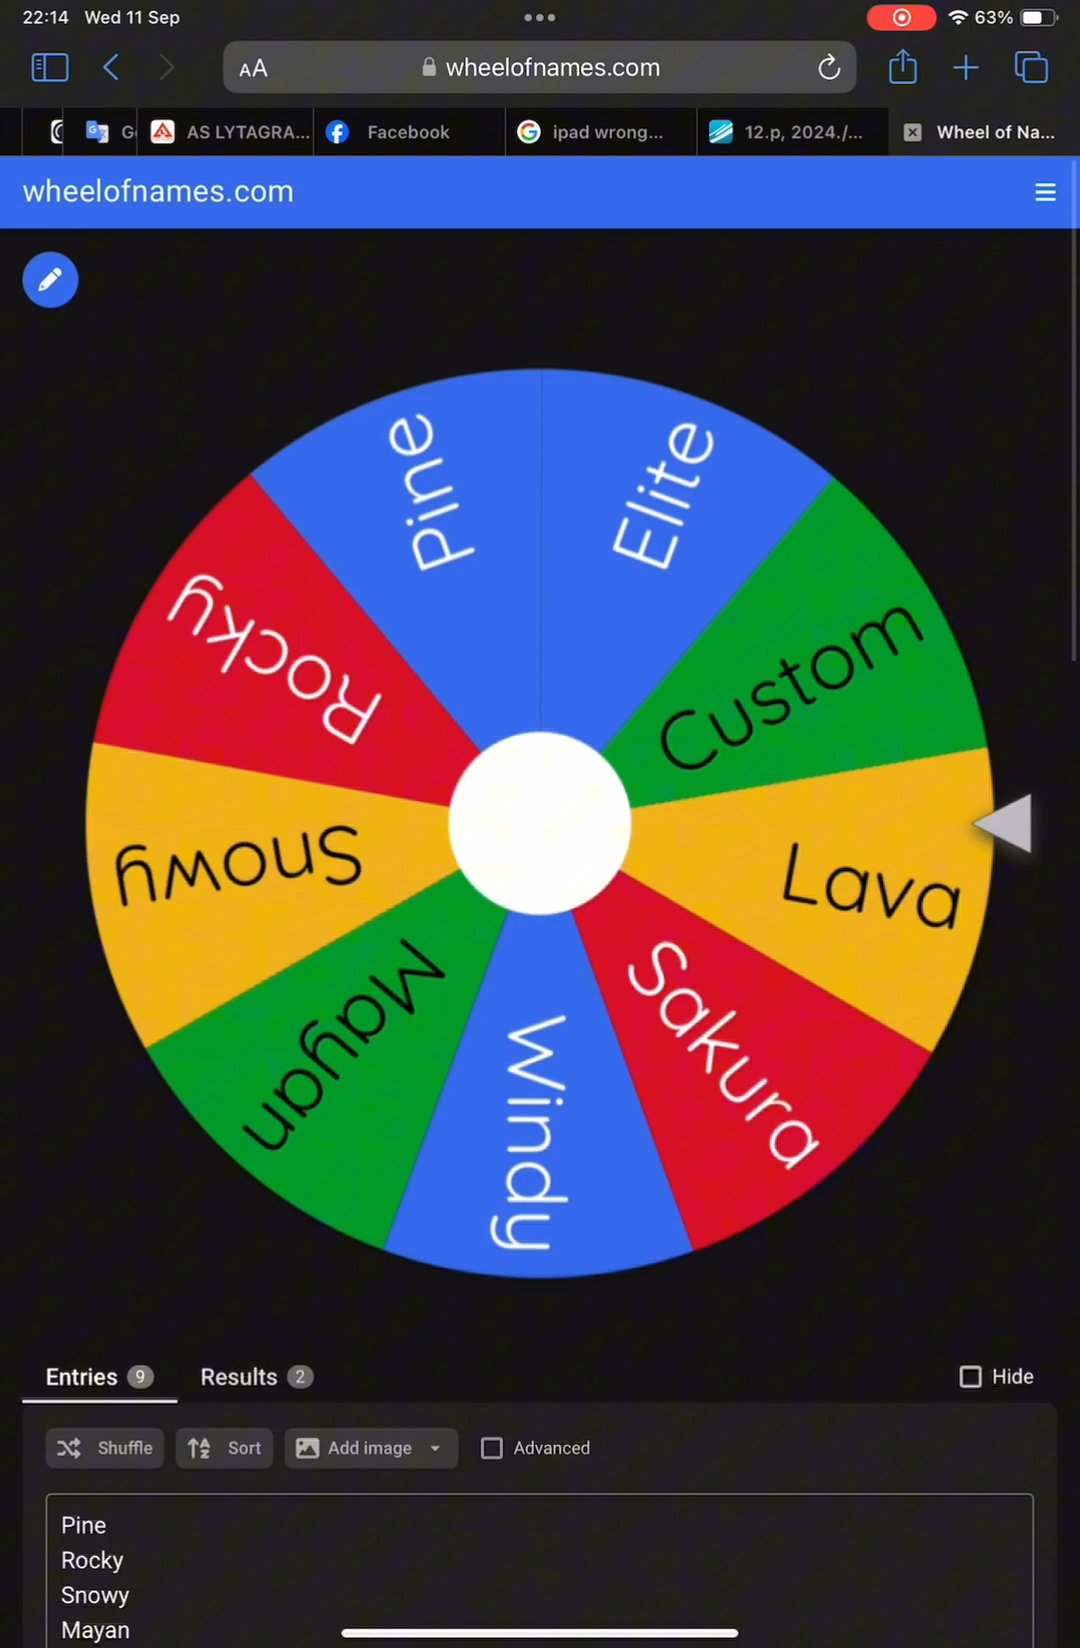 22:14 Wed 11 Sep
63%
AA
wheelofnames.com
AS LYTAGRA...
Facebook
ipad wrong...
12.p, 2024./...
Wheel of Na...
wheelofnames.com
Pine
Elite
Rocky
Custom
Snowy
Lava
Mayan
Sakura
Windy
Entries 9
Results 2
Hide
Shuffle
Sort
Add image
Advanced
Pine
Rocky
Snowy
Mayan